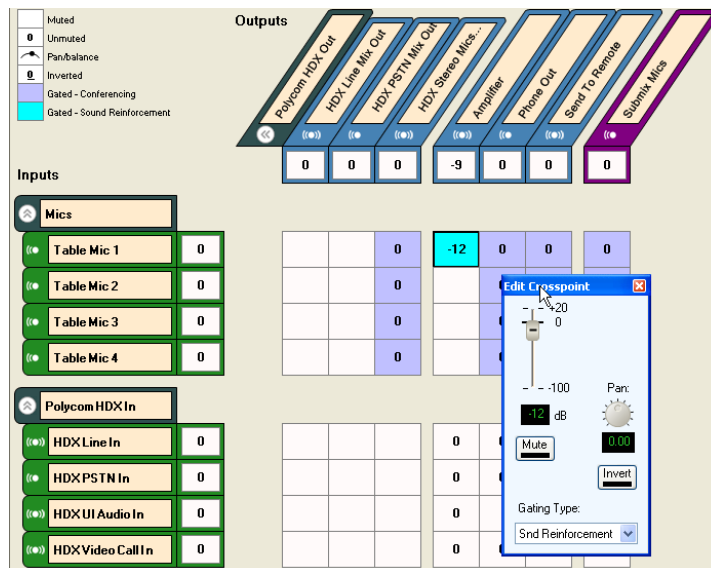 Muted
0 Unmuted
Pan/balance
0 Inverted
Gated - Conferencing
Gated - Sound Reinforcement
Outputs
Polycom HDX Out
HDX Line Mix Out
HDX PSTN Mix Out
HDX Stereo Mics...
Amplifier
Phone Out
Send To Remote
Submix Mics
0 0 0 -9 0 0 0
Inputs
Mics
Table Mic 1 0 0 -12 0 0 0
Table Mic 2 0 0
Table Mic 3 0 0
Table Mic 4 0 0
Polycom HDX In
HDX Line In 0 0
HDX PSTN In 0 0
HDX UI Audio In 0 0
HDX Video Call In 0 0
Edit Crosspoint
+20
0
-100
Pan:
-12 dB
Mute
0.00
Invert
Gating Type:
Snd Reinforcement